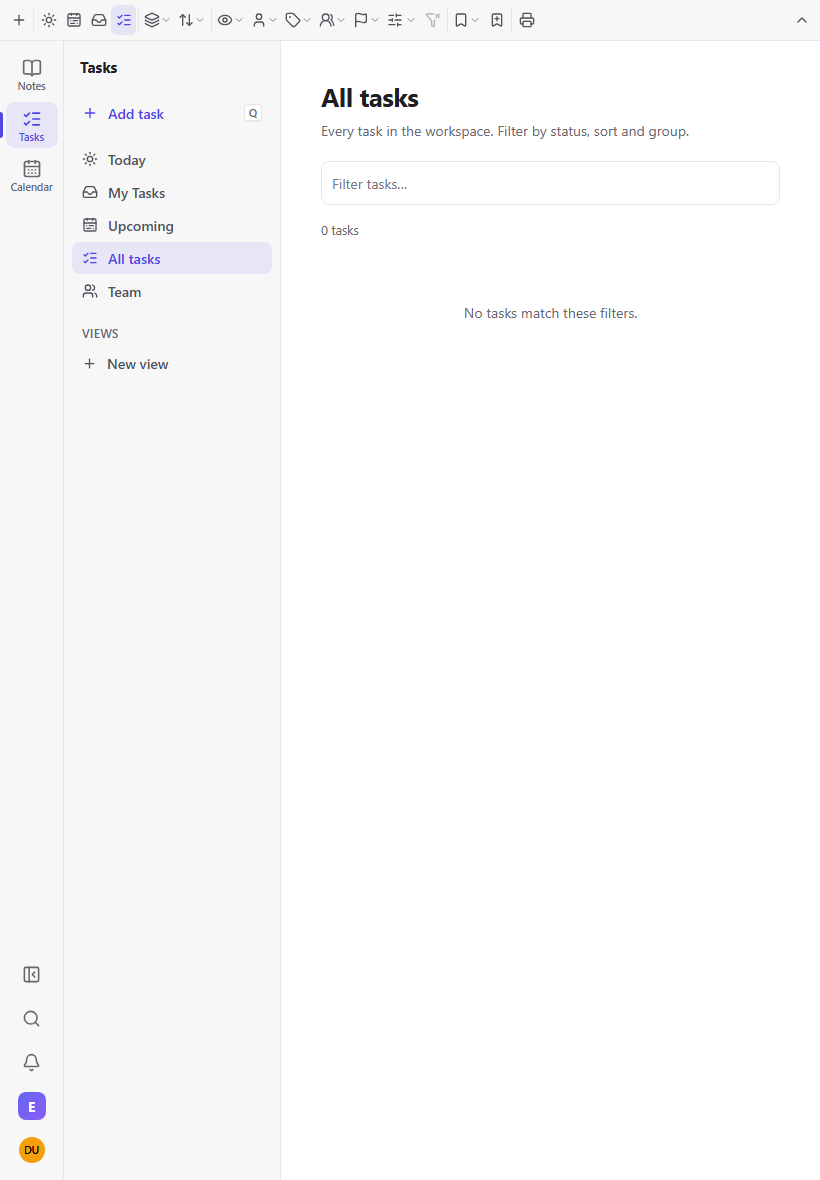 Notes
Tasks
Calendar
E
DU
Tasks
Add task
Q
Today
My Tasks
Upcoming
All tasks
Team
VIEWS
New view
All tasks
Every task in the workspace. Filter by status, sort and group.
Filter tasks...
0 tasks
No tasks match these filters.